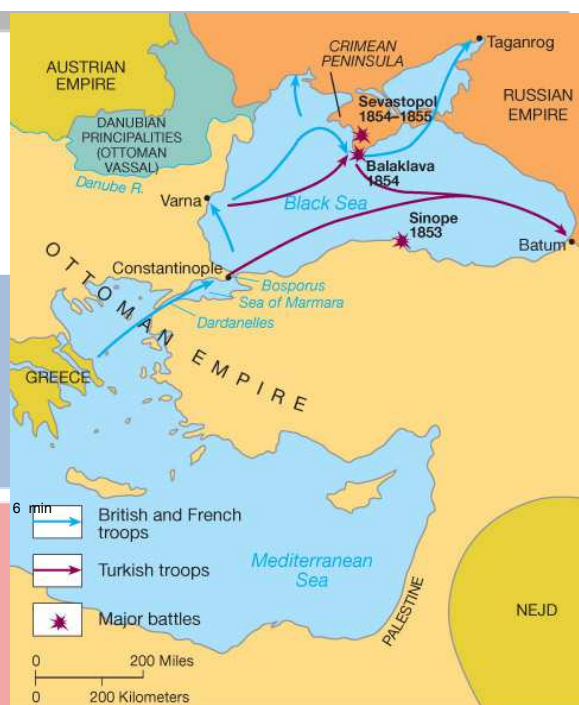 Taganrog
CRIMEAN
PENINSULA
AUSTRIAN
EMPIRE
Sevastopol
1854–1855
RUSSIAN
EMPIRE
DANUBIAN
PRINCIPALITIES
(OTTOMAN
VASSAL)
Danube R.
Balaklava
1854
Varna
Black Sea
Sinope
1853
Batum
Constantinople
Bosporus
Sea of Marmara
Dardanelles
OTTOMAN EMPIRE
GREECE
6 min
British and French
troops
Turkish troops
Major battles
Mediterranean
Sea
PALESTINE
NEJD
0 200 Miles
0 200 Kilometers